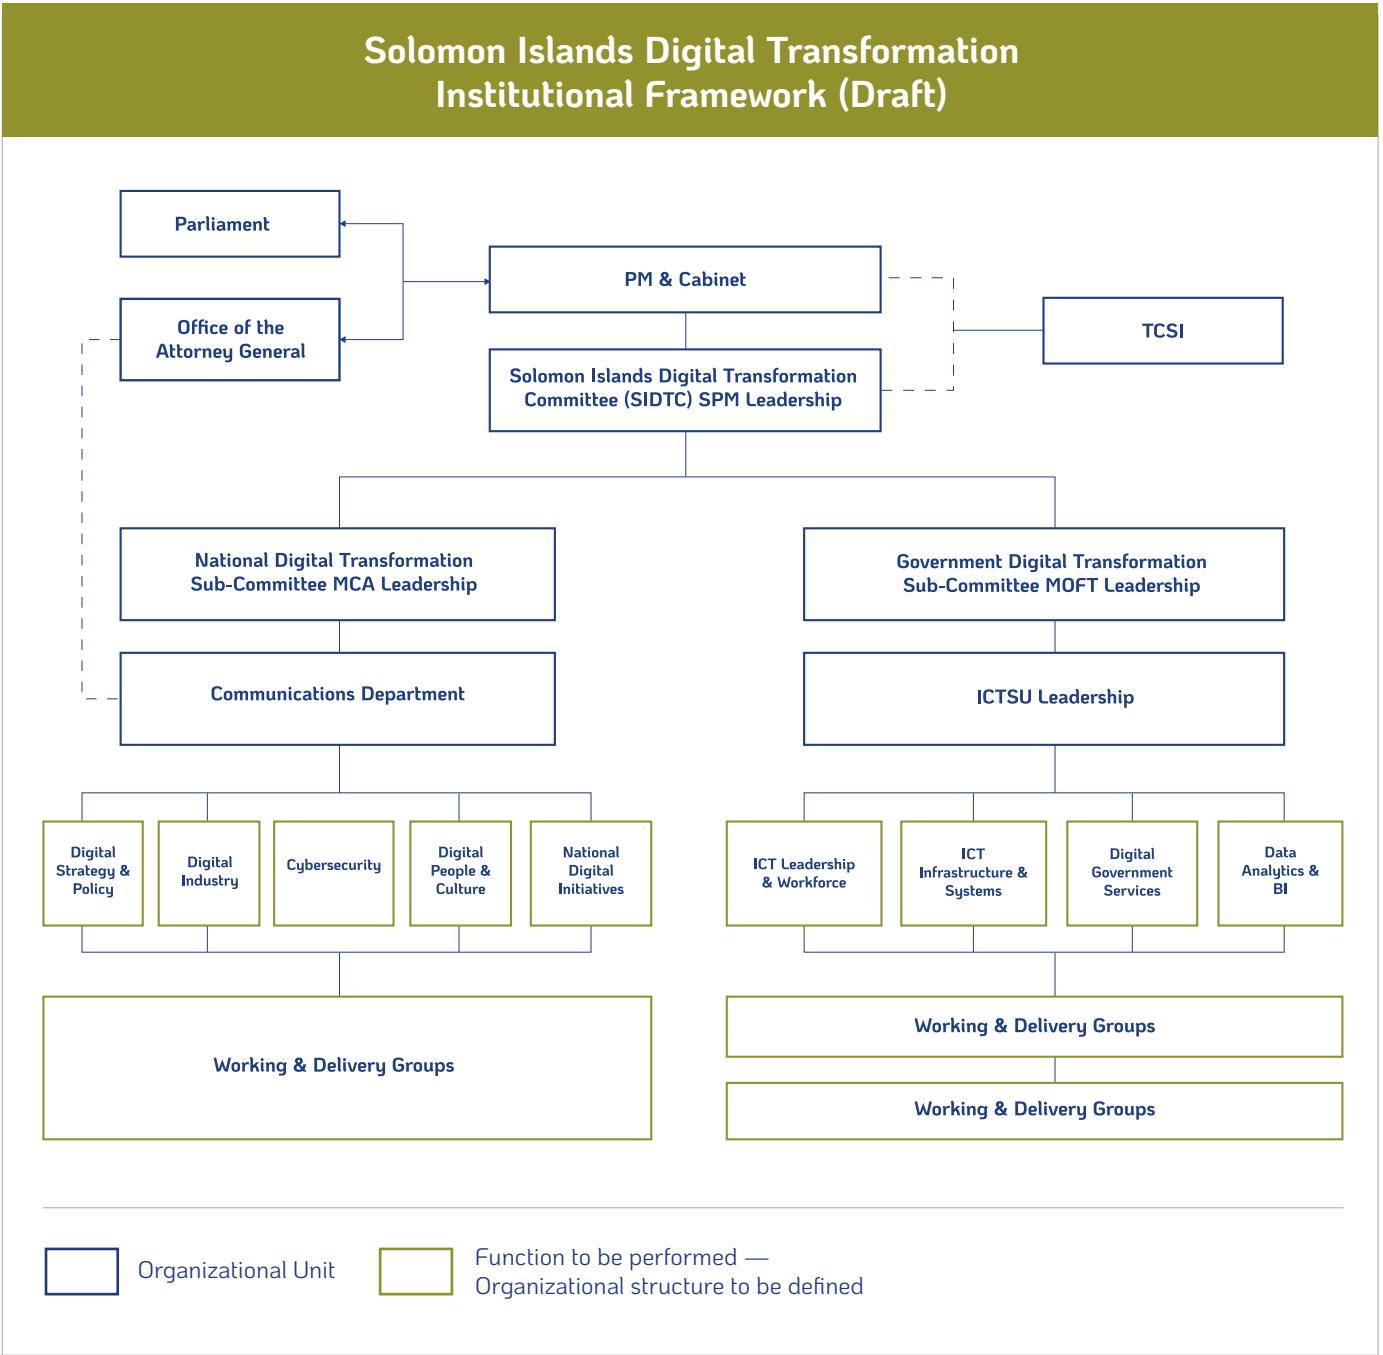 Solomon Islands Digital Transformation
Institutional Framework (Draft)
Parliament
PM & Cabinet
Office of the
Attorney General
TCSI
Solomon Islands Digital Transformation
Committee (SIDTC) SPM Leadership
National Digital Transformation
Sub-Committee MCA Leadership
Government Digital Transformation
Sub-Committee MOFT Leadership
Communications Department
ICTSU Leadership
Digital
Strategy &
Policy
Digital
Industry
Cybersecurity
Digital
People &
Culture
National
Digital
Initiatives
ICT Leadership
& Workforce
ICT
Infrastructure &
Systems
Digital
Government
Services
Data
Analytics &
BI
Working & Delivery Groups
Working & Delivery Groups
Working & Delivery Groups
Organizational Unit
Function to be performed —
Organizational structure to be defined